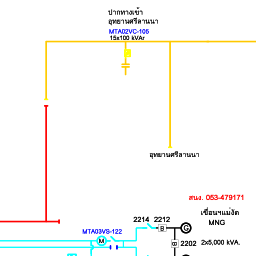 ปากทางเข้า
อุทยานศรีลานนา
MTA02VC-105
15x100 kVAr
อุทยานศรีลานนา
สนง. 053-479171
เขื่อนฯแม่งัด
MNG
2214 2212
MTA03VS-122
M
B
G
B
2202
2x5,000 kVA.